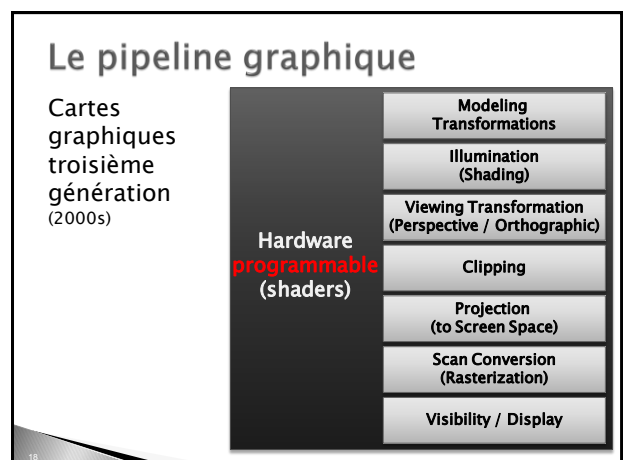 Le pipeline graphique
Cartes
graphiques
troisième
génération
(2000s)
Hardware
programmable
(shaders)
Modeling
Transformations
Illumination
(Shading)
Viewing Transformation
(Perspective / Orthographic)
Clipping
Projection
(to Screen Space)
Scan Conversion
(Rasterization)
Visibility / Display
18